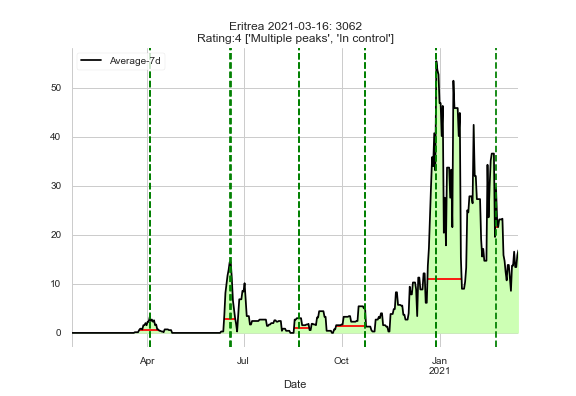 Eritrea 2021-03-16: 3062
Rating:4 ['Multiple peaks', 'In control']
Average-7d
50
40
30
20
10
0
Apr
Jul
Oct
Jan
2021
Date